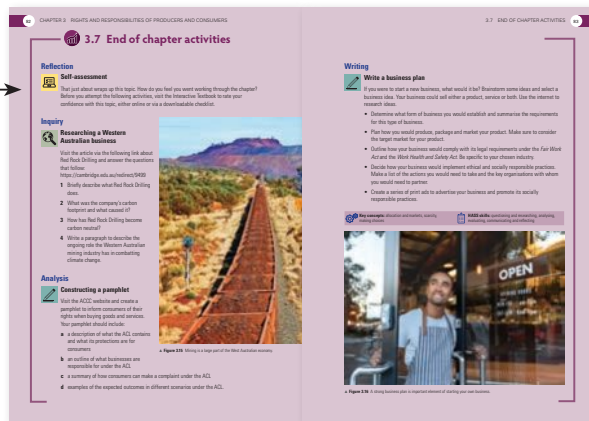 82 CHAPTER 3 RIGHTS AND RESPONSIBILITIES OF PRODUCERS AND CONSUMERS
3.7 End of chapter activities
Reflection
Self-assessment
That just about wraps up this topic. How do you feel you went working through the chapter?
Before you attempt the following activities, visit the Interactive Textbook to rate your
confidence with this topic, either online or via a downloadable checklist.
Inquiry
Researching a Western
Australian business
Visit the article via the following link about
Red Rock Drilling and answer the questions
that follow:
https://cambridge.edu.au/redirect/9499
1 Briefly describe what Red Rock Drilling
does.
2 What was the company's carbon
footprint and what caused it?
3 How has Red Rock Drilling become
carbon neutral?
4 Write a paragraph to describe the
ongoing role the Western Australian
mining industry has in combatting
climate change.
Analysis
Constructing a pamphlet
Visit the ACCC website and create a
pamphlet to inform consumers of their
rights when buying goods and services.
Your pamphlet should include:
a a description of what the ACL contains
and what its protections are for
consumers
b an outline of what businesses are
responsible for under the ACL
c a summary of how consumers can make a complaint under the ACL
d examples of the expected outcomes in different scenarios under the ACL.
Mining is a large part of the West Australian economy.
3.7 END OF CHAPTER ACTIVITIES 83
Writing
Write a business plan
If you were to start a new business, what would it be? Brainstorm some ideas and select a
business idea. Your business could sell either a product, service or both. Use the internet to
research ideas.
• Determine what form of business you would establish and summarise the requirements
for this type of business.
• Plan how you would produce, package and market your product. Make sure to consider
the target market for your product.
• Outline how your business would comply with its legal requirements under the Fair Work
Act and the Work Health and Safety Act. Be specific to your chosen industry.
• Decide how your business would implement ethical and socially responsible practices.
Make a list of the actions you would need to take and the key organisations with whom
you would need to partner.
• Create a series of print ads to advertise your business and promote its socially
responsible practices.
Key concepts: allocation and markets, scarcity,
making choices
HASS skills: questioning and researching, analysing,
evaluating, communicating and reflecting
OPEN
A strong business plan is important element of starting your own business.